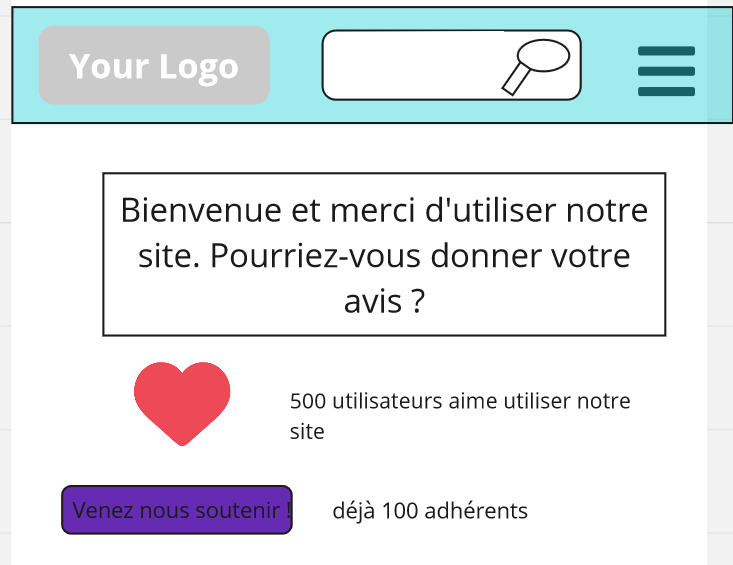 Your Logo
Bienvenue et merci d'utiliser notre
site. Pourriez-vous donner votre
avis ?
500 utilisateurs aime utiliser notre
site
Venez nous soutenir !
déjà 100 adhérents